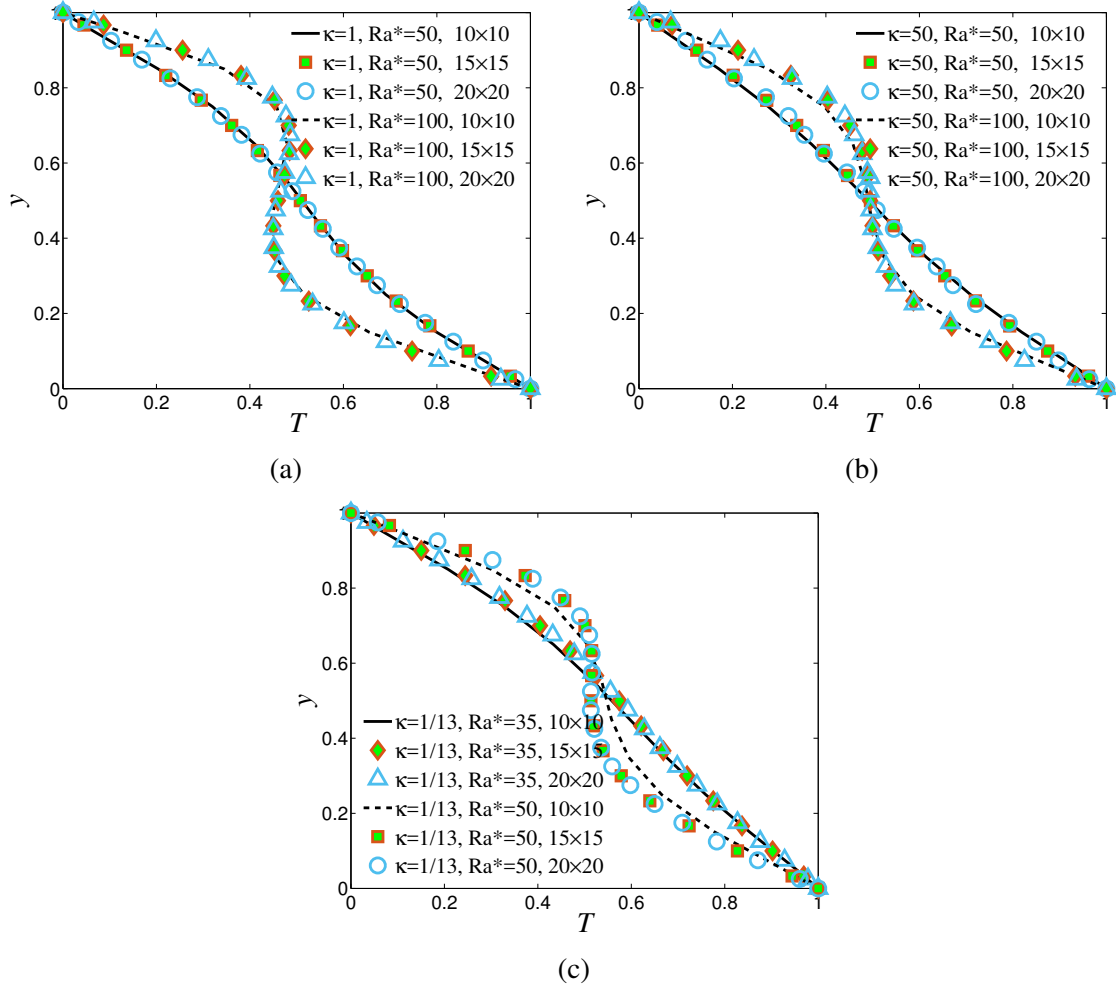 κ=1, Ra*=50, 10×10
κ=1, Ra*=50, 15×15
κ=1, Ra*=50, 20×20
κ=1, Ra*=100, 10×10
κ=1, Ra*=100, 15×15
κ=1, Ra*=100, 20×20
0.8
0.6
0.4
0.2
0
0 0.2 0.4 0.6 0.8 1
y
T
(a)
κ=50, Ra*=50, 10×10
κ=50, Ra*=50, 15×15
κ=50, Ra*=50, 20×20
κ=50, Ra*=100, 10×10
κ=50, Ra*=100, 15×15
κ=50, Ra*=100, 20×20
0.8
0.6
0.4
0.2
0
0 0.2 0.4 0.6 0.8 1
y
T
(b)
0.8
0.6
0.4
0.2
0
κ=1/13, Ra*=35, 10×10
κ=1/13, Ra*=35, 15×15
κ=1/13, Ra*=35, 20×20
κ=1/13, Ra*=50, 10×10
κ=1/13, Ra*=50, 15×15
κ=1/13, Ra*=50, 20×20
0 0.2 0.4 0.6 0.8 1
y
T
(c)